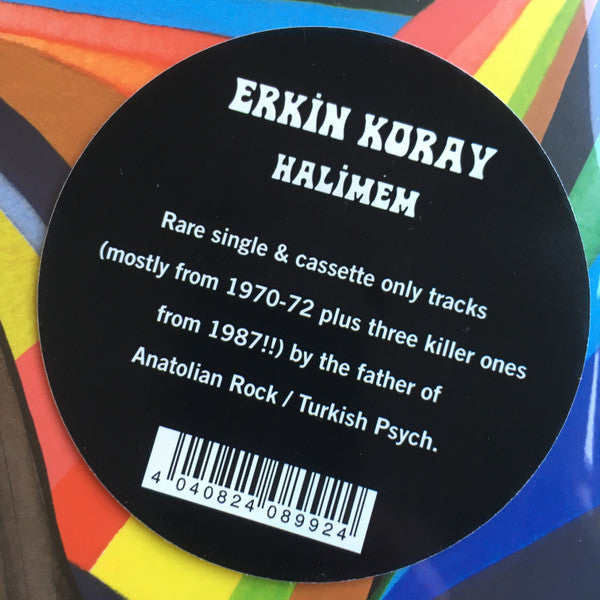 ERKİN KORAY
HALİMEM
Rare single & cassette only tracks
(mostly from 1970-72 plus three killer ones
from 1987!!) by the father of
Anatolian Rock / Turkish Psych.
4 040824 089924